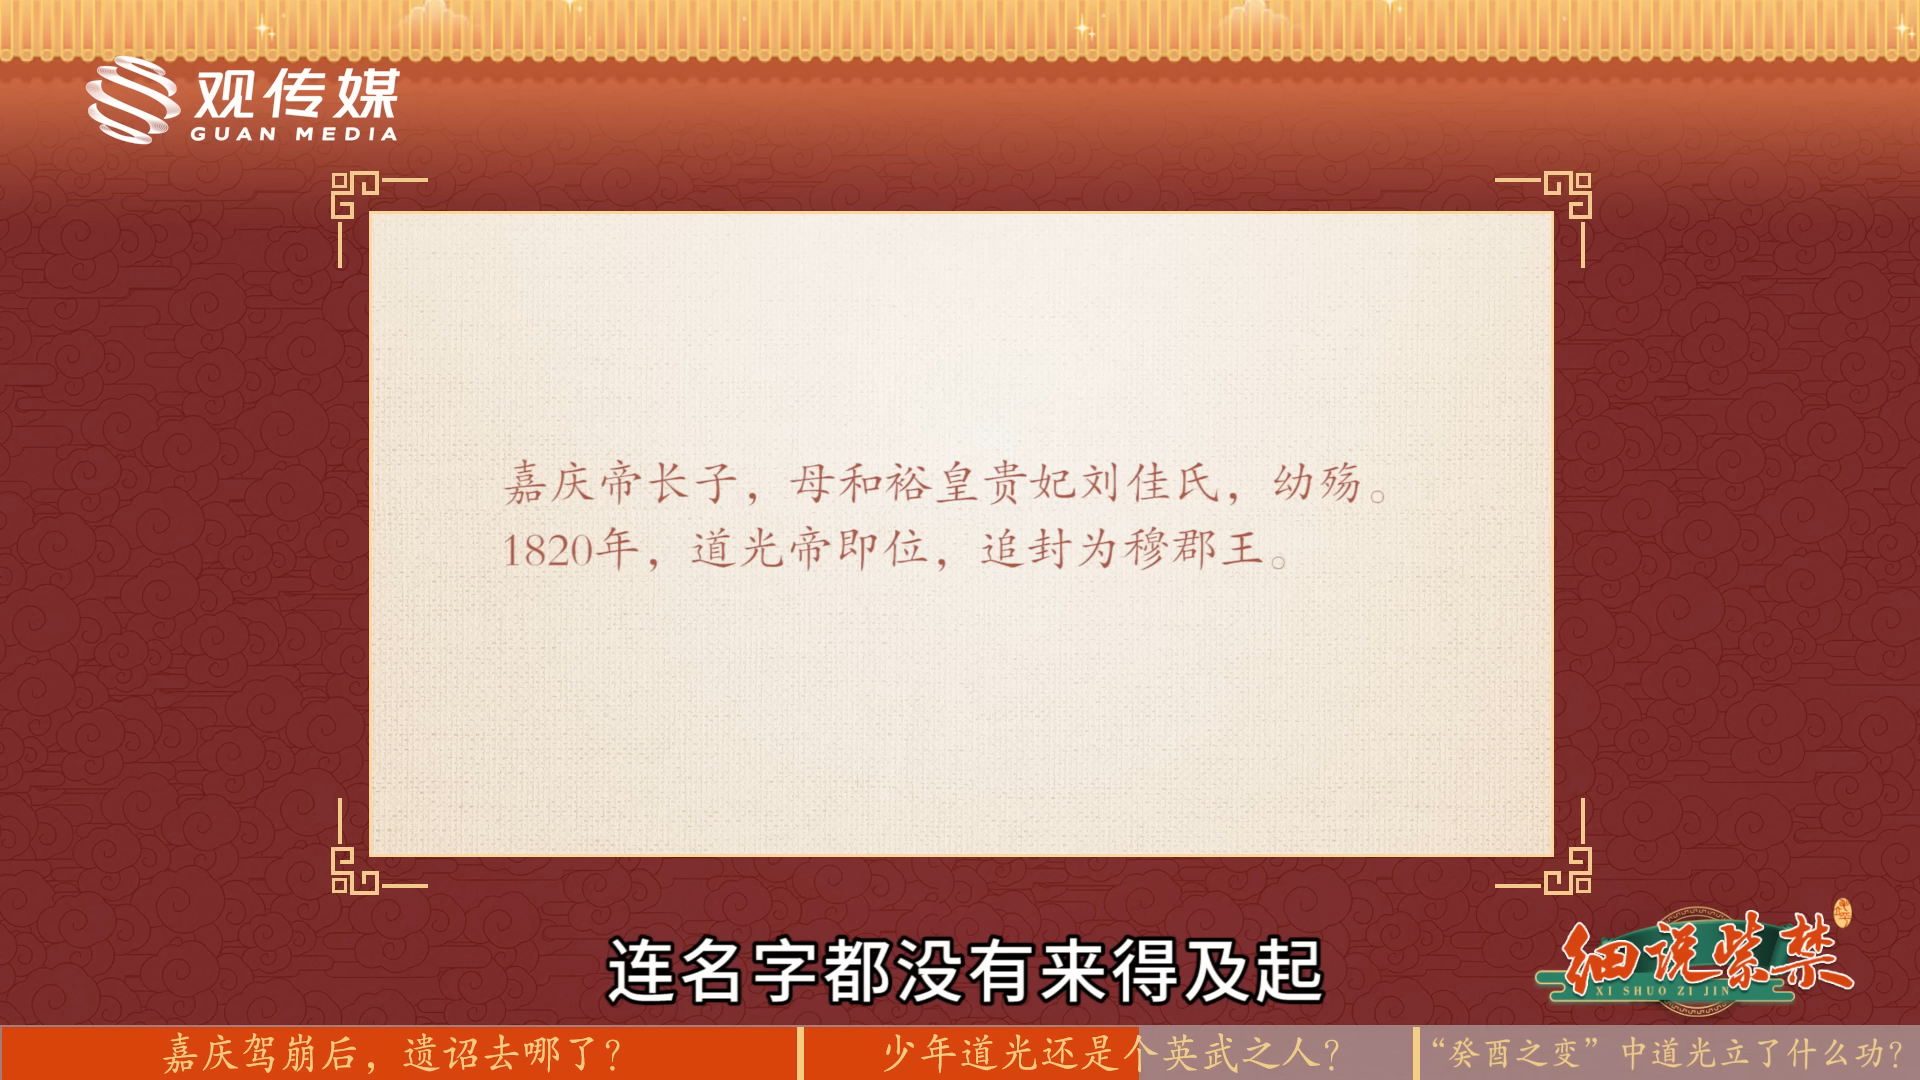 观传媒
GUAN MEDIA
嘉庆帝长子，母和裕皇贵妃刘佳氏，幼殇。
1820年，道光帝即位，追封为穆郡王。
连名字都没有来得及起
细说紫禁
XI SHUO ZI JIN
嘉庆驾崩后，遗诏去哪了？
少年道光还是个英武之人？
“癸酉之变”中道光立了什么功？